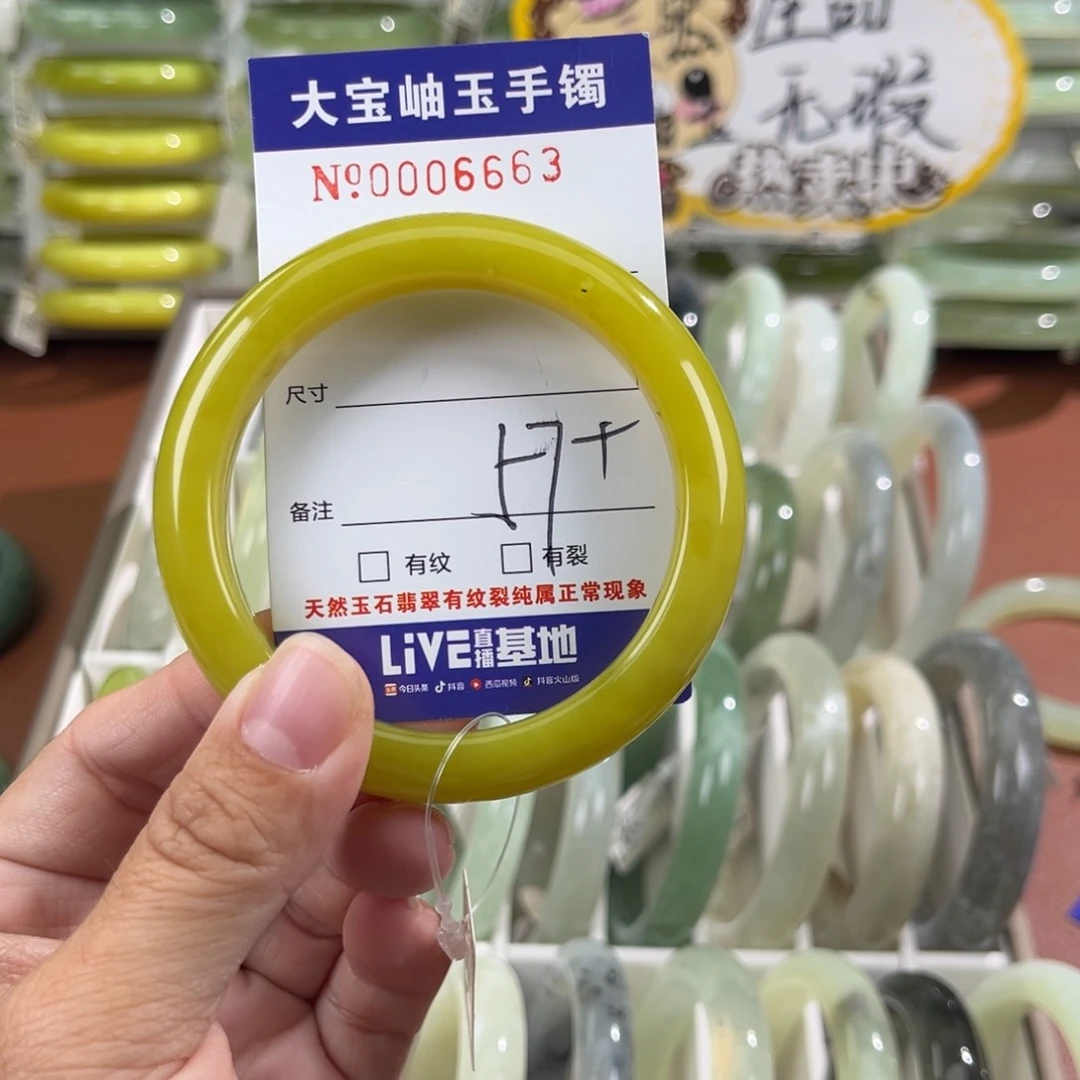 大宝岫玉手镯
Nº:0006663
尺寸
57+
备注
□ 有纹 □ 有裂
天然玉石翡翠有纹裂纯属正常现象
LiVE直播基地
今日头条 抖音 西瓜视频 抖音火山版
无瑕